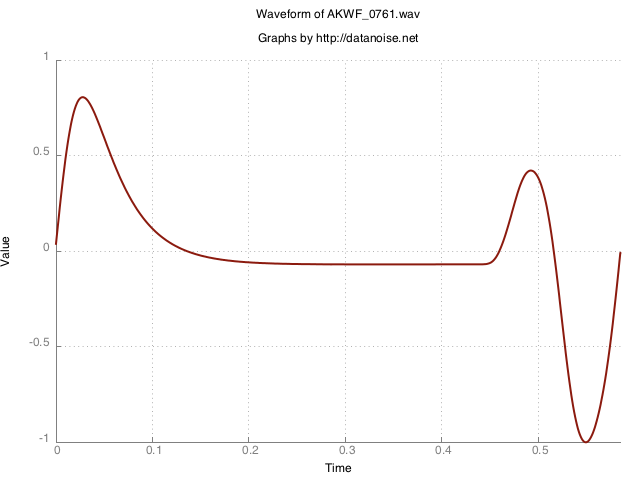 Waveform of AKWF_0761.wav
Graphs by http://datanoise.net
1
0.5
0
-0.5
-1
Value
0 0.1 0.2 0.3 0.4 0.5
Time